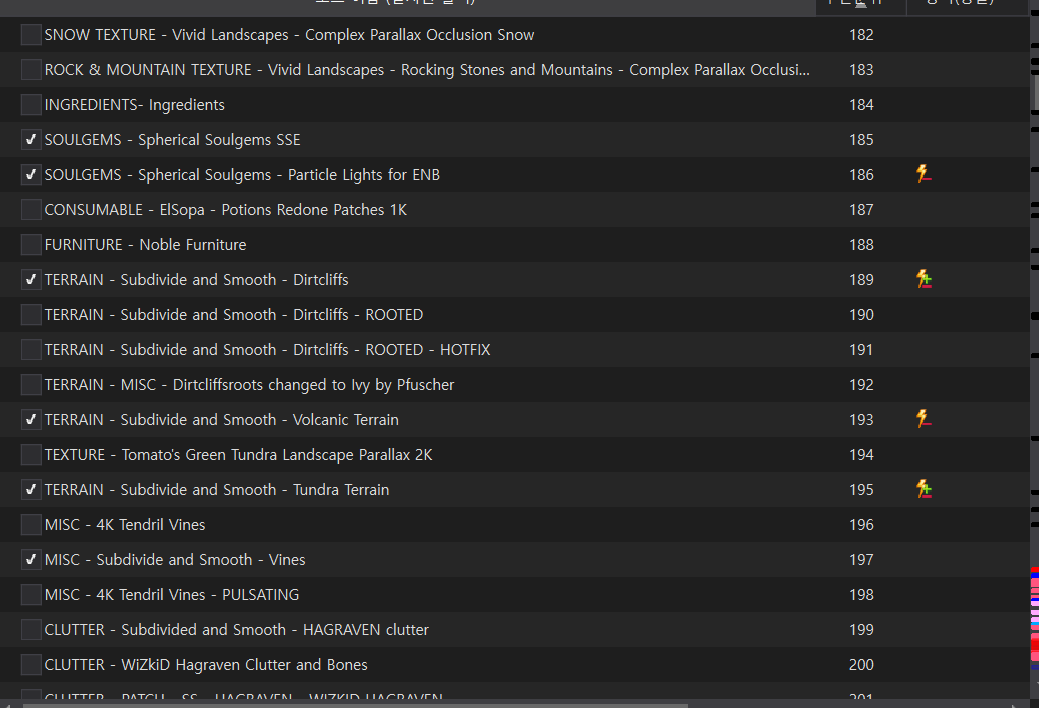 SNOW TEXTURE - Vivid Landscapes - Complex Parallax Occlusion Snow 182
ROCK & MOUNTAIN TEXTURE - Vivid Landscapes - Rocking Stones and Mountains - Complex Parallax Occlusi... 183
INGREDIENTS- Ingredients 184
SOULGEMS - Spherical Soulgems SSE 185
SOULGEMS - Spherical Soulgems - Particle Lights for ENB 186
CONSUMABLE - ElSopa - Potions Redone Patches 1K 187
FURNITURE - Noble Furniture 188
TERRAIN - Subdivide and Smooth - Dirtcliffs 189
TERRAIN - Subdivide and Smooth - Dirtcliffs - ROOTED 190
TERRAIN - Subdivide and Smooth - Dirtcliffs - ROOTED - HOTFIX 191
TERRAIN - MISC - Dirtcliffsroots changed to Ivy by Pfuscher 192
TERRAIN - Subdivide and Smooth - Volcanic Terrain 193
TEXTURE - Tomato's Green Tundra Landscape Parallax 2K 194
TERRAIN - Subdivide and Smooth - Tundra Terrain 195
MISC - 4K Tendril Vines 196
MISC - Subdivide and Smooth - Vines 197
MISC - 4K Tendril Vines - PULSATING 198
CLUTTER - Subdivided and Smooth - HAGRAVEN clutter 199
CLUTTER - WiZkiD Hagraven Clutter and Bones 200
CLUTTER - PATCH - SS - HAGRAVEN - WIZKID HAGRAVEN 201